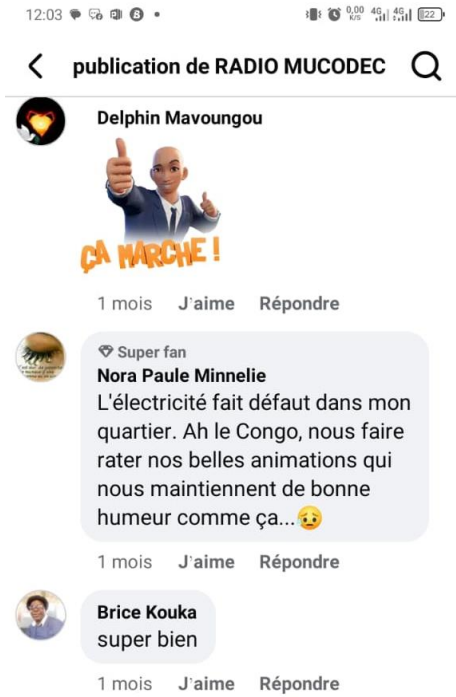 12:03
0,00
K/S
4G
4G
22
publication de RADIO MUCODEC
Delphin Mavoungou
ÇA MARCHE !
1 mois J'aime Répondre
Super fan
Nora Paule Minnelie
L'électricité fait défaut dans mon
quartier. Ah le Congo, nous faire
rater nos belles animations qui
nous maintiennent de bonne
humeur comme ça...😥
1 mois J'aime Répondre
Brice Kouka
super bien
1 mois J'aime Répondre